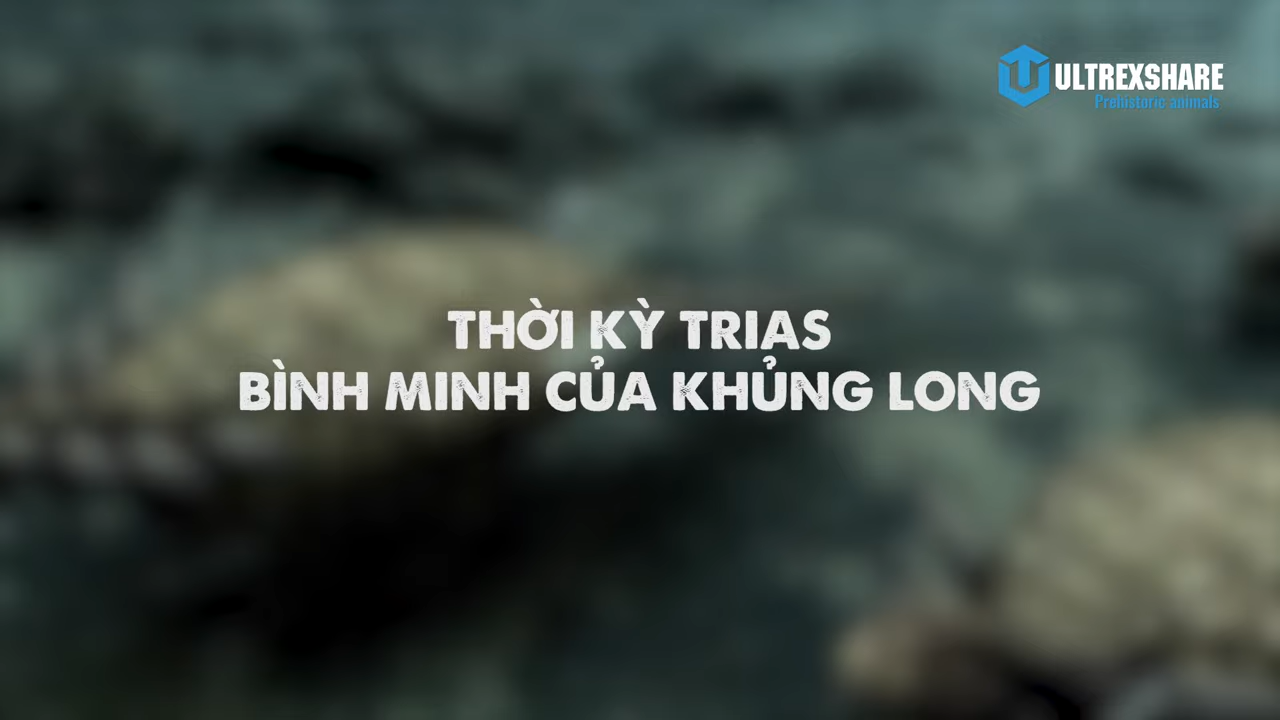 ULTREXSHARE
Prehistoric animals
THỜI KỲ TRIAS
BÌNH MINH CỦA KHỦNG LONG